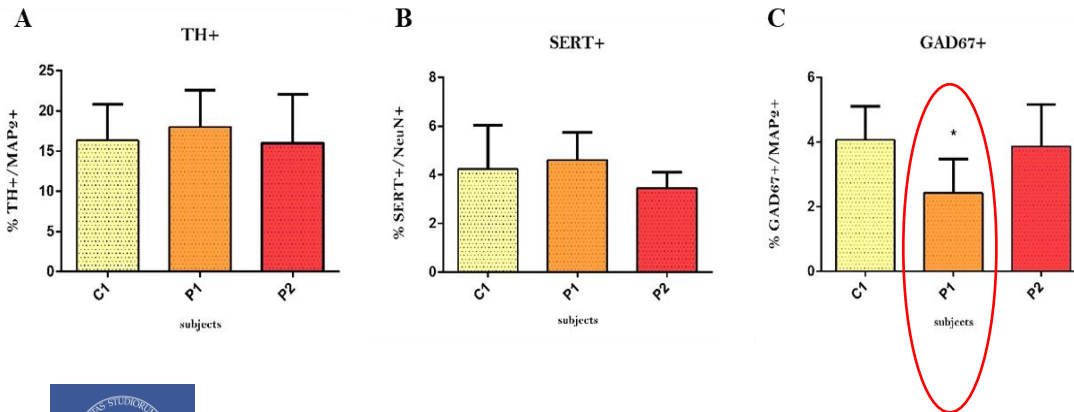 A
TH+
% TH+/MAP2+
25
20
15
10
5
0
C1
P1
P2
subjects
B
SERT+
% SERT+/NeuN+
8
6
4
2
0
C1
P1
P2
subjects
C
GAD67+
% GAD67+/MAP2+
6
4
2
0
*
C1
P1
P2
subjects
STUDIORUM